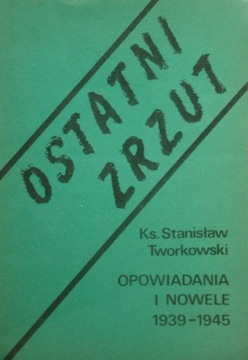 OSTATNI
ZRZUT
Ks. Stanisław
Tworkowski
OPOWIADANIA
I NOWELE
1939-1945